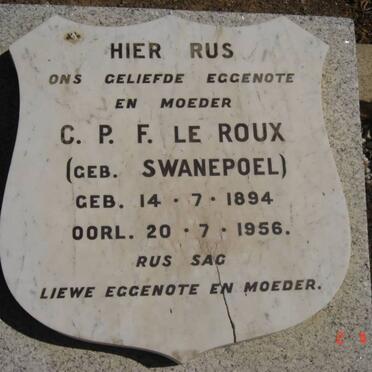 HIER RUS
ONS GELIEFDE EGGENOTE
EN MOEDER
C. P. F. LE ROUX
(GEB. SWANEPOEL)
GEB. 14 · 7 · 1894
OORL. 20 · 7 · 1956.
RUS SAG
LIEWE EGGENOTE EN MOEDER.